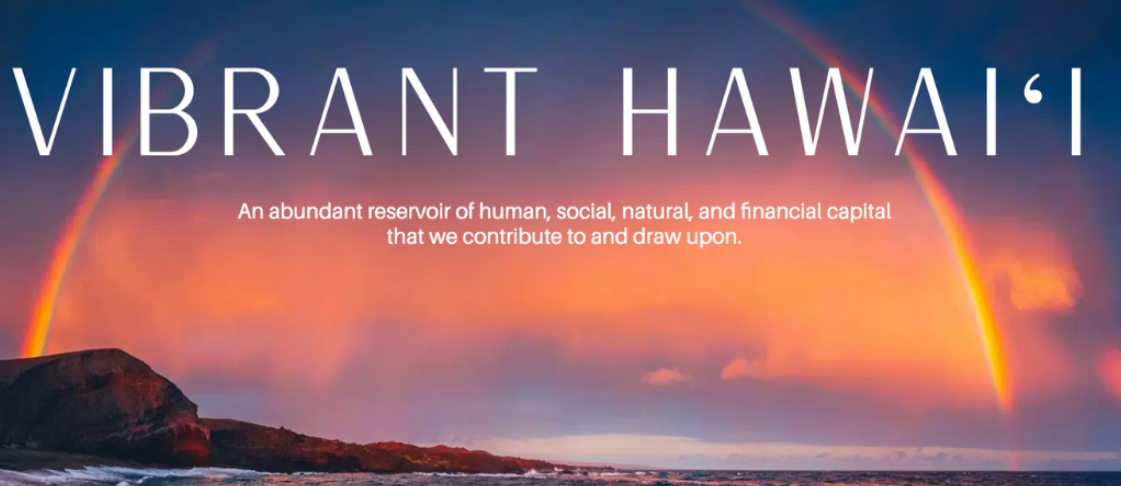 VIBRANT HAWAIʻI
An abundant reservoir of human, social, natural, and financial capital
that we contribute to and draw upon.